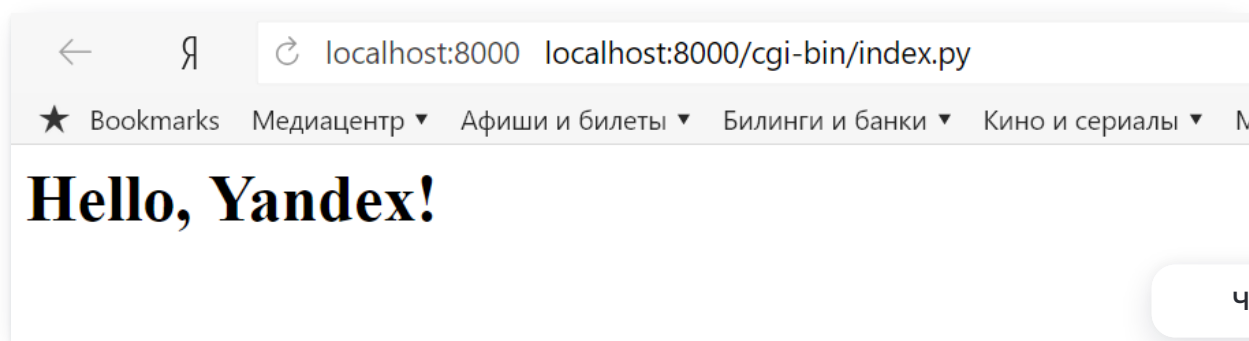 Я localhost:8000 localhost:8000/cgi-bin/index.py
Bookmarks Медиацентр Афиши и билеты Билинги и банки Кино и сериалы
Hello, Yandex!